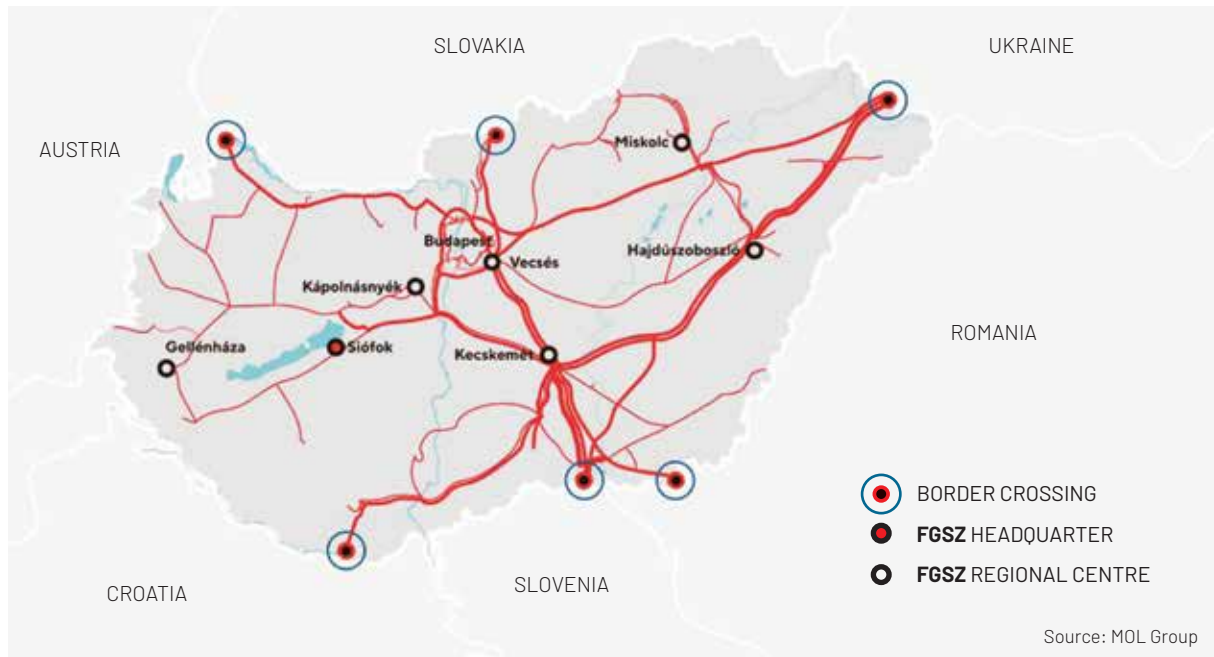 SLOVAKIA
UKRAINE
AUSTRIA
Miskolc
Budapest
Vecsés
Hajdúszoboszló
Kápolnásnyék
ROMANIA
Gellénháza
Siófok
Kecskemét
BORDER CROSSING
FGSZ HEADQUARTER
FGSZ REGIONAL CENTRE
CROATIA
SLOVENIA
Source: MOL Group